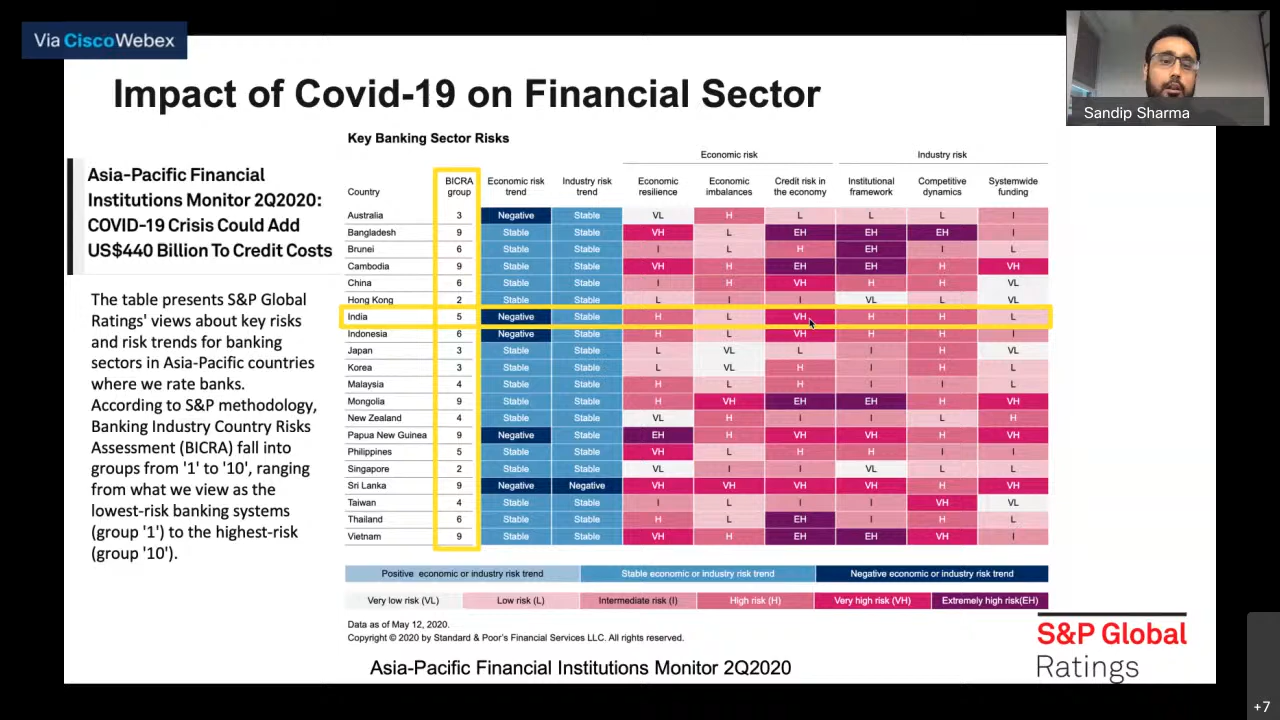 Via CiscoWebex
Sandip Sharma
Impact of Covid-19 on Financial Sector
Asia-Pacific Financial
Institutions Monitor 2Q2020:
COVID-19 Crisis Could Add
US$440 Billion To Credit Costs
The table presents S&P Global
Ratings' views about key risks
and risk trends for banking
sectors in Asia-Pacific countries
where we rate banks.
According to S&P methodology,
Banking Industry Country Risks
Assessment (BICRA) fall into
groups from '1' to '10', ranging
from what we view as the
lowest-risk banking systems
(group '1') to the highest-risk
(group '10').
Key Banking Sector Risks
Economic risk Industry risk
Country BICRA group Economic risk trend Industry risk trend Economic resilience Economic imbalances Credit risk in the economy Institutional framework Competitive dynamics Systemwide funding
Australia 3 Negative Stable VL H L L L I
Bangladesh 9 Stable Stable VH L EH EH EH I
Brunei 6 Stable Stable I L H EH I L
Cambodia 9 Stable Stable VH H EH EH H VH
China 6 Stable Stable I H VH H H VL
Hong Kong 2 Stable Stable L I I VL L VL
India 5 Negative Stable H L VH H H L
Indonesia 6 Negative Stable H L VH H H I
Japan 3 Stable Stable L VL L I H VL
Korea 3 Stable Stable L VL H I H L
Malaysia 4 Stable Stable H L H I I L
Mongolia 9 Stable Stable H VH EH EH H VH
New Zealand 4 Stable Stable VL H I I L H
Papua New Guinea 9 Negative Stable EH H VH VH H VH
Philippines 5 Stable Stable VH L H H I I
Singapore 2 Stable Stable VL I I VL L L
Sri Lanka 9 Negative Negative VH VH VH VH H VH
Taiwan 4 Stable Stable I L I I VH VL
Thailand 6 Stable Stable H L EH I H L
Vietnam 9 Stable Stable VH H EH EH VH I
Positive economic or industry risk trend Stable economic or industry risk trend Negative economic or industry risk trend
Very low risk (VL) Low risk (L) Intermediate risk (I) High risk (H) Very high risk (VH) Extremely high risk(EH)
Data as of May 12, 2020.
Copyright © 2020 by Standard & Poor's Financial Services LLC. All rights reserved.
S&P Global
Ratings
Asia-Pacific Financial Institutions Monitor 2Q2020
+7